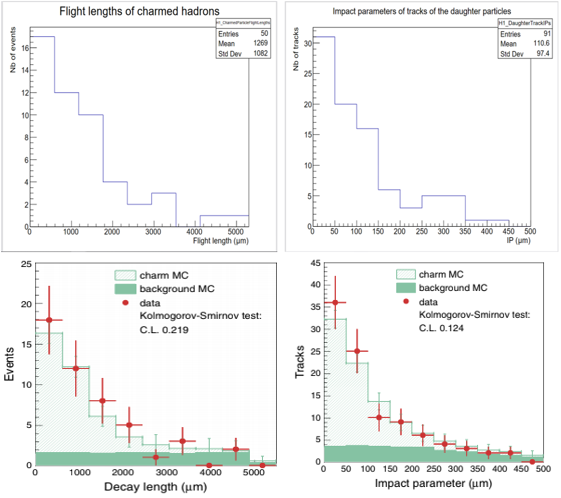 Flight lengths of charmed hadrons
H1_CharmedParticleFlightLengths
Entries 50
Mean 1269
Std Dev 1082
Nb of events
16
14
12
10
8
6
4
2
0
0 1000 2000 3000 4000 5000
Flight length (µm)
Impact parameters of tracks of the daughter particles
H1_DaughterTrackIPs
Entries 91
Mean 110.6
Std Dev 97.4
Nb of tracks
30
25
20
15
10
5
0
0 50 100 150 200 250 300 350 400 450 500
IP (µm)
25
20
15
10
5
0
Events
charm MC
background MC
data
Kolmogorov-Smirnov test:
C.L. 0.219
0 1000 2000 3000 4000 5000
Decay length (µm)
45
40
35
30
25
20
15
10
5
0
Tracks
charm MC
background MC
data
Kolmogorov-Smirnov test:
C.L. 0.124
50 100 150 200 250 300 350 400 450 500
Impact parameter (µm)